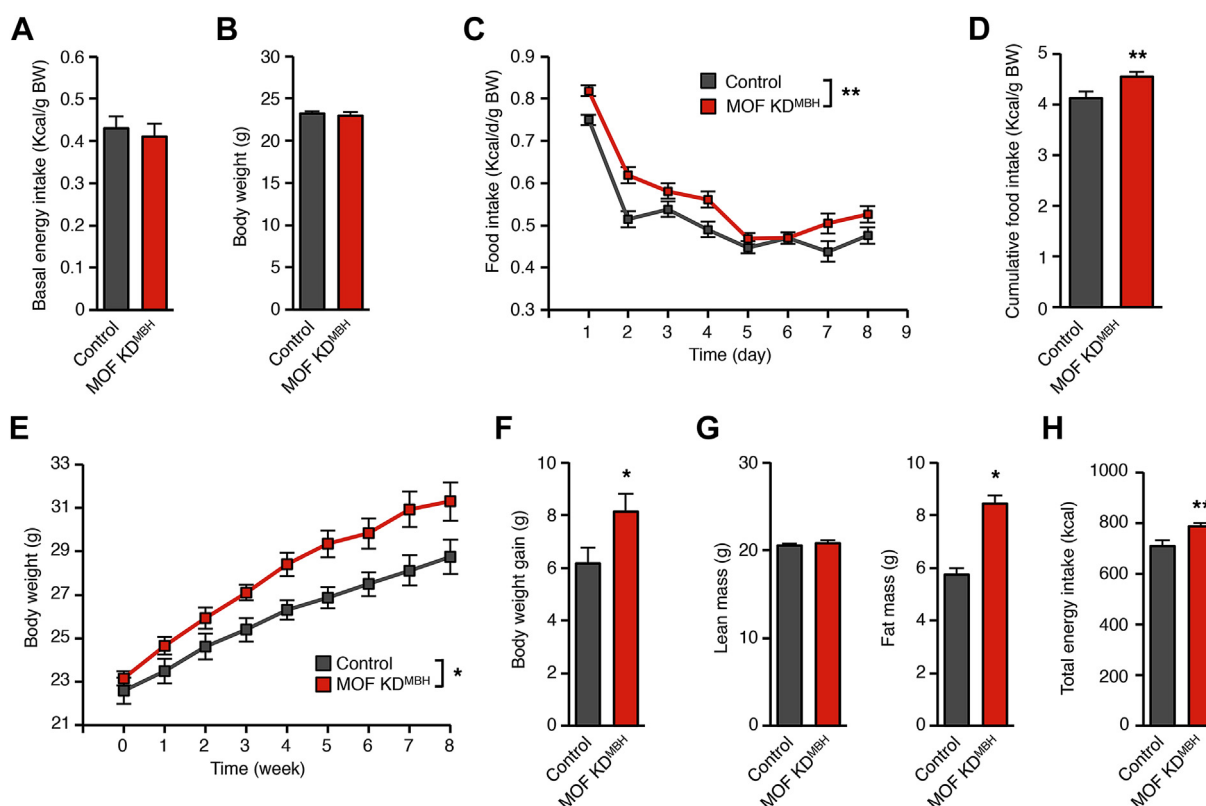 A
Basal energy intake (Kcal/g BW)
0.6
0.4
0.3
0.2
0.1
0
Control
MOF KDMBH
B
Body weight (g)
30
25
20
15
10
5
0
Control
MOF KDMBH
C
Food intake (Kcal/d/g BW)
0.9
0.8
0.7
0.6
0.5
0.4
0.3
Control
MOF KDMBH
**
1 2 3 4 5 6 7 8 9
Time (day)
D
Cumulative food intake (Kcal/g BW)
5
4
3
2
1
0
**
Control
MOF KDMBH
E
Body weight (g)
33
31
29
27
25
23
21
Control
MOF KDMBH
*
0 1 2 3 4 5 6 7 8
Time (week)
F
Body weight gain (g)
10
8
6
4
2
0
*
Control
MOF KDMBH
G
Lean mass (g)
30
20
10
0
Control
MOF KDMBH
Fat mass (g)
10
8
6
4
2
0
*
Control
MOF KDMBH
H
Total energy intake (kcal)
1000
800
600
400
200
0
**
Control
MOF KDMBH